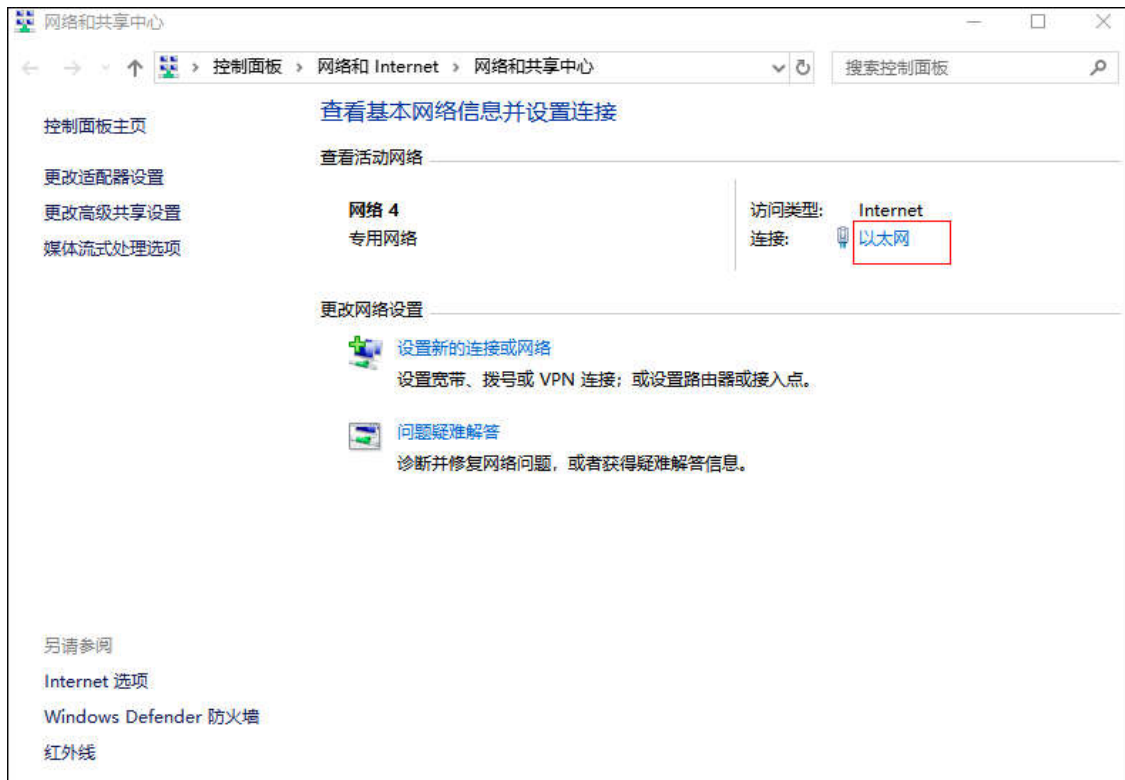 网络和共享中心
控制面板 › 网络和 Internet › 网络和共享中心
搜索控制面板
控制面板主页
更改适配器设置
更改高级共享设置
媒体流式处理选项
查看基本网络信息并设置连接
查看活动网络
网络 4
专用网络
访问类型: Internet
连接: 以太网
更改网络设置
设置新的连接或网络
设置宽带、拨号或 VPN 连接；或设置路由器或接入点。
问题疑难解答
诊断并修复网络问题，或者获得疑难解答信息。
另请参阅
Internet 选项
Windows Defender 防火墙
红外线